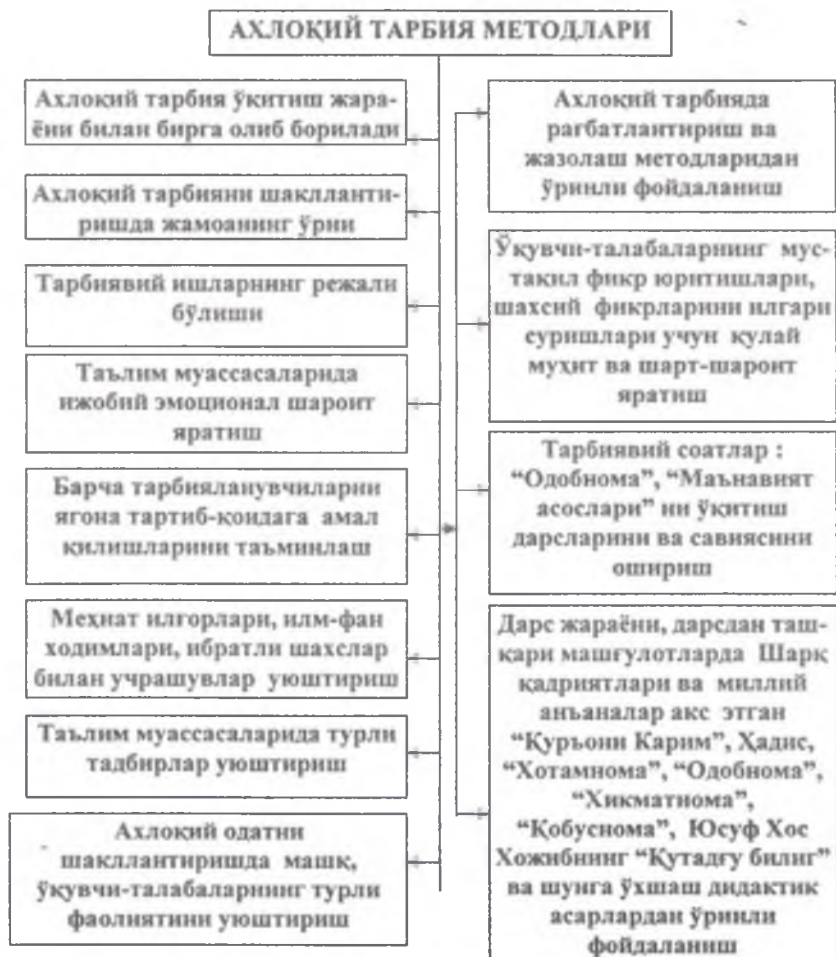 АХЛОҚИЙ ТАРБИЯ МЕТОДЛАРИ
Ахлоқий тарбия ўқитиш жара-
ёни билан бирга олиб борилади
Ахлоқий тарбияни шакллантиришда жамоанинг ўрни
Тарбиявий ишларнинг режали
бўлиши
Таълим муассасаларида
ижобий эмоционал шароит
яратиш
Барча тарбияланувчиларни
ягона тартиб-қоидага амал
қилишларини таъминлаш
Меҳнат илғорлари, илм-фан
ходимлари, ибратли шахслар
билан учрашувлар уюштириш
Таълим муассасаларида турли
тадбирлар уюштириш
Ахлоқий одатни
шакллантиришда машқ,
ўқувчи-талабаларнинг турли
фаолиятини уюштириш
Ахлоқий тарбияда
рағбатлантириш ва
жазолаш методларидан
ўринли фойдаланиш
Ўқувчи-талабаларнинг мус-
тақил фикр юритишлари,
шахсий фикрларини илгари
суришлари учун қулай
муҳит ва шарт-шароит
яратиш
Тарбиявий соатлар :
“Одобнома”, “Маънавият
асослари” ни ўқитиш
дарсларини ва савиясини
ошириш
Дарс жараёни, дарсдан таш-
қари машғулотларда Шарқ
қадриятлари ва миллий
анъаналар акс этган
“Қуръони Карим”, Ҳадис,
“Хотамнома”, “Одобнома”,
“Хикматнома”,
“Қобуснома”, Юсуф Хос
Хожибнинг “Қутадғу билиг”
ва шунга ўхшаш дидактик
асарлардан ўринли
фойдаланиш